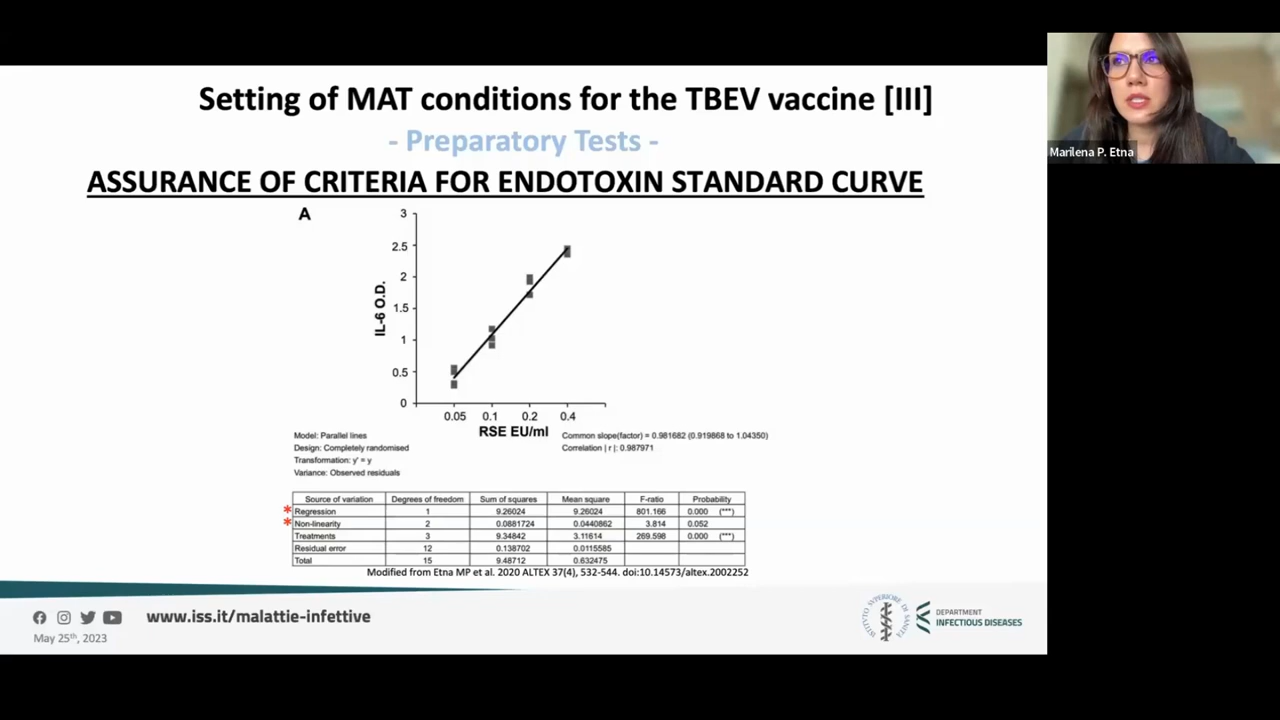 Setting of MAT conditions for the TBEV vaccine [III]
- Preparatory Tests -
ASSURANCE OF CRITERIA FOR ENDOTOXIN STANDARD CURVE
A
3
2.5
2
1.5
1
0.5
0
IL-6 O.D.
0.05 0.1 0.2 0.4
RSE EU/ml
Model: Parallel lines
Design: Completely randomised
Transformation: y' = y
Variance: Observed residuals
Common slope(factor) = 0.981682 (0.919868 to 1.04350)
Correlation | r |: 0.987971
Source of variation Degrees of freedom Sum of squares Mean square F-ratio Probability
* Regression 1 9.26024 9.26024 801.166 0.000 (***)
* Non-linearity 2 0.0881724 0.0440862 3.814 0.052
Treatments 3 9.34842 3.11614 269.598 0.000 (***)
Residual error 12 0.138702 0.0115585
Total 15 9.48712 0.632475
Modified from Etna MP et al. 2020 ALTEX 37(4), 532-544. doi:10.14573/altex.2002252
www.iss.it/malattie-infettive
May 25th, 2023
ISTITUTO SUPERIORE DI SANITÀ
DEPARTMENT
INFECTIOUS DISEASES
Marilena P. Etna